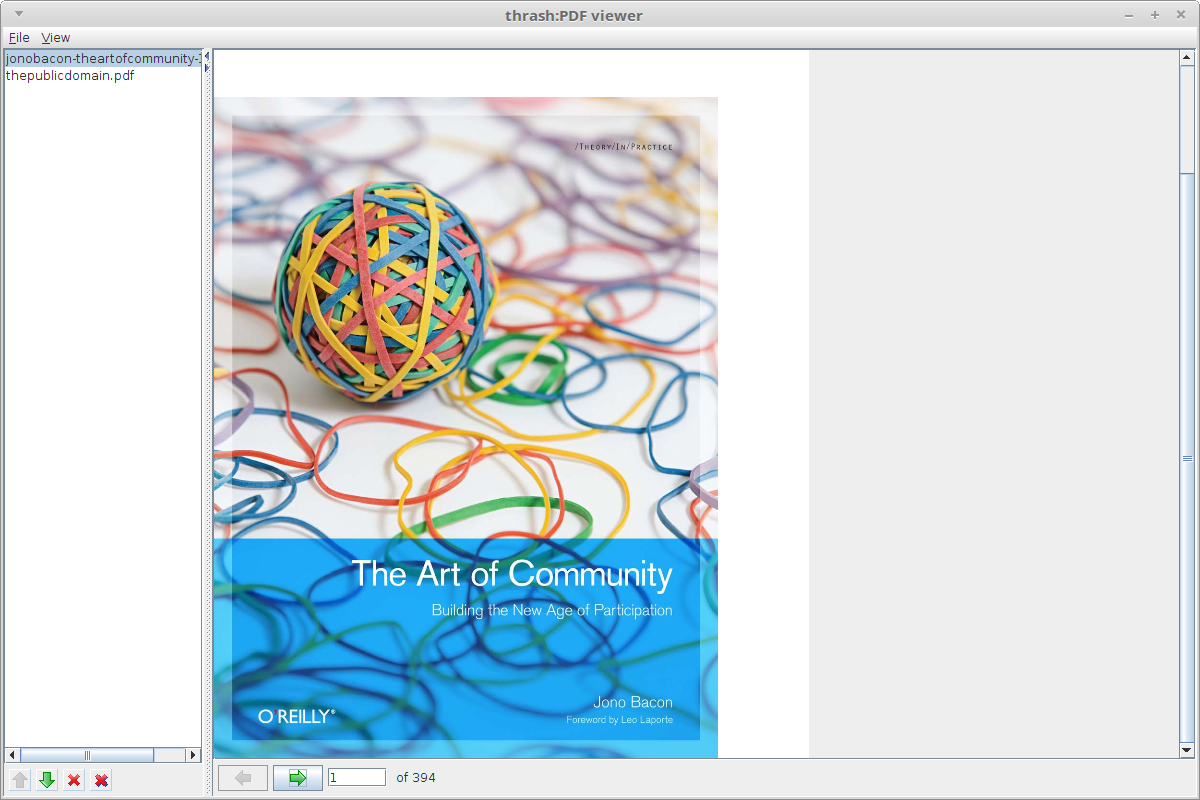 thrash:PDF viewer
File View
jonobacon-theartofcommunity-1
thepublicdomain.pdf
/Theory/In/Practice
The Art of Community
Building the New Age of Participation
Jono Bacon
Foreword by Leo Laporte
O'REILLY®
1 of 394